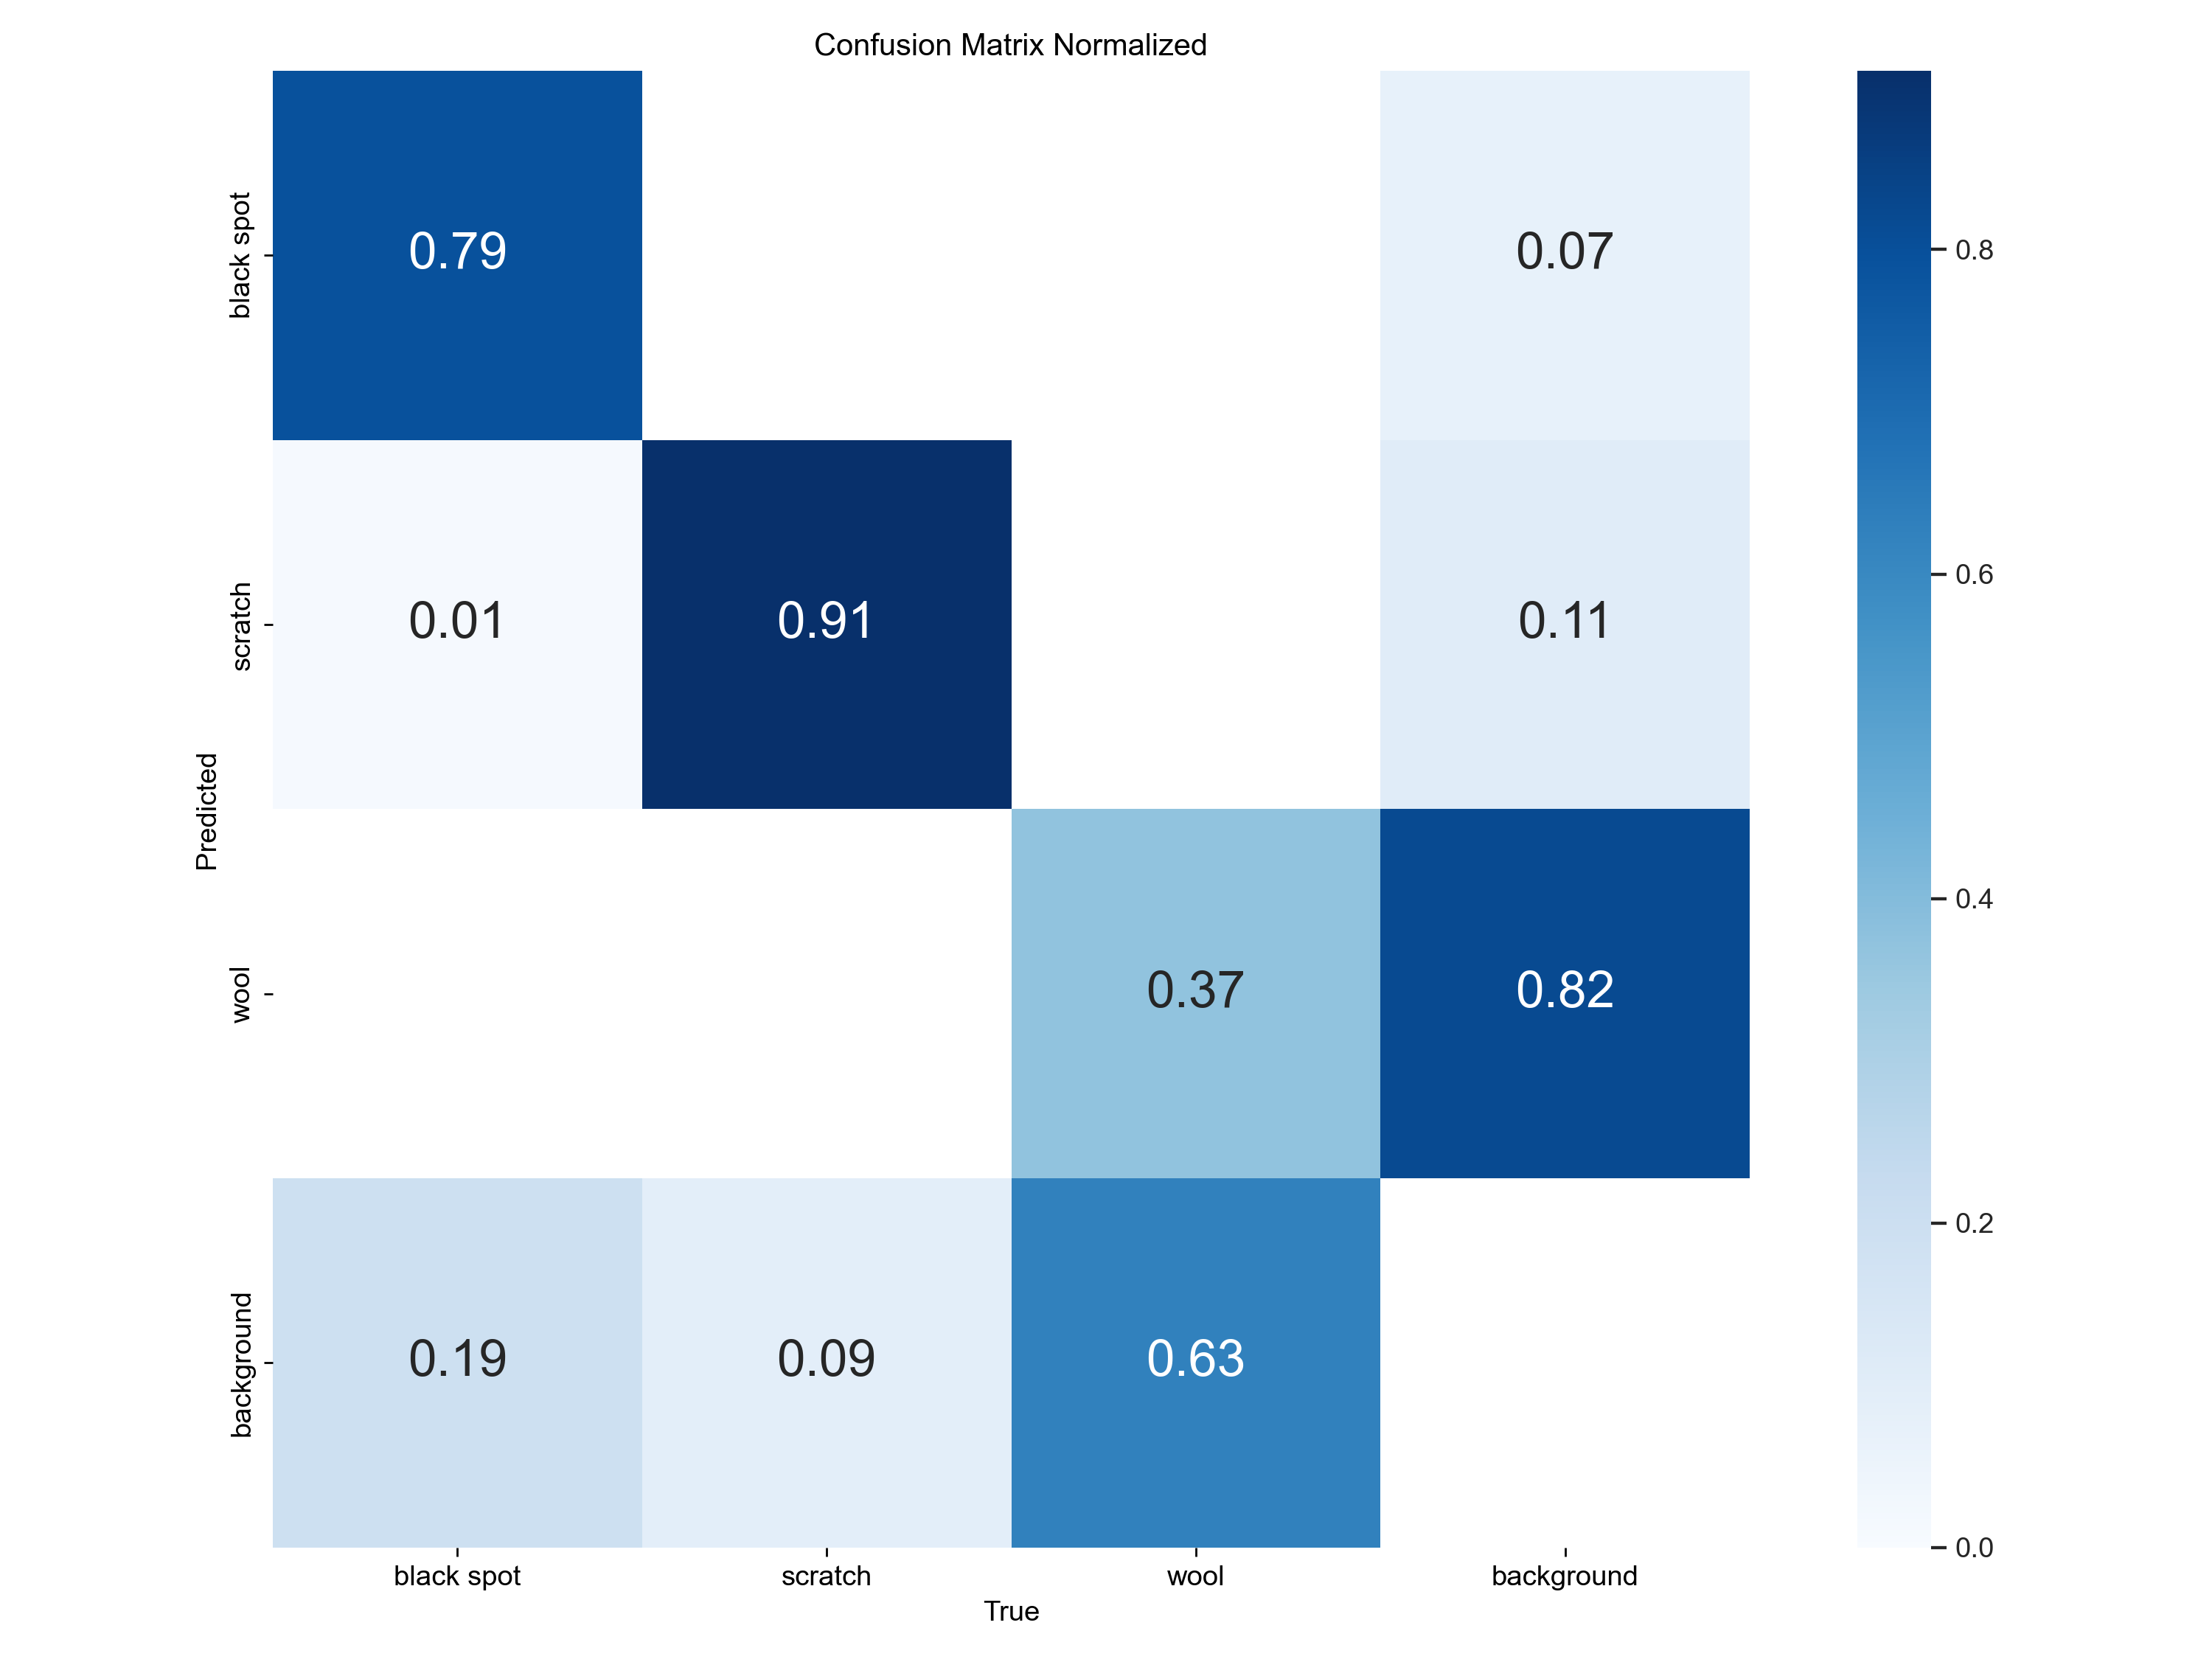 Confusion Matrix Normalized
black spot
scratch
wool
background
Predicted
0.79
0.07
0.01
0.91
0.11
0.37
0.82
0.19
0.09
0.63
black spot
scratch
wool
background
True
0.8
0.6
0.4
0.2
0.0